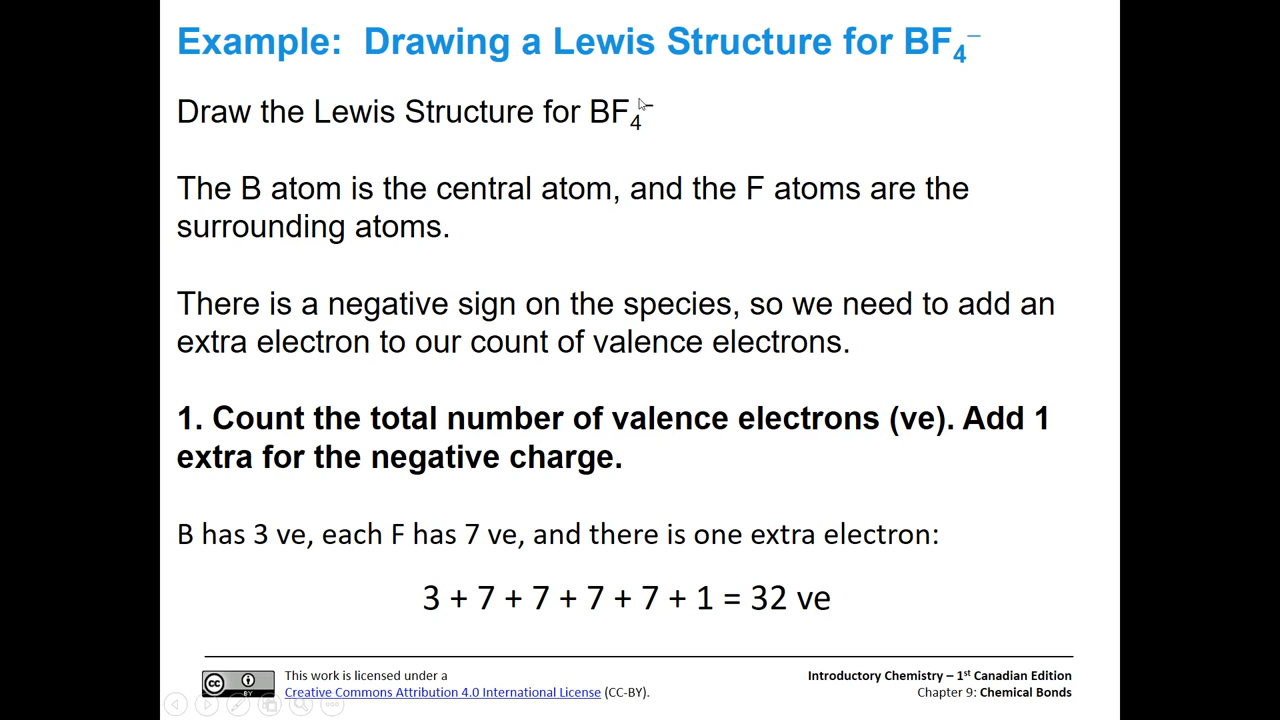 Example: Drawing a Lewis Structure for BF₄⁻
Draw the Lewis Structure for BF₄⁻
The B atom is the central atom, and the F atoms are the
surrounding atoms.
There is a negative sign on the species, so we need to add an
extra electron to our count of valence electrons.
1. Count the total number of valence electrons (ve). Add 1
extra for the negative charge.
B has 3 ve, each F has 7 ve, and there is one extra electron:
3 + 7 + 7 + 7 + 7 + 1 = 32 ve
cc BY
This work is licensed under a
Creative Commons Attribution 4.0 International License (CC-BY).
Introductory Chemistry – 1st Canadian Edition
Chapter 9: Chemical Bonds